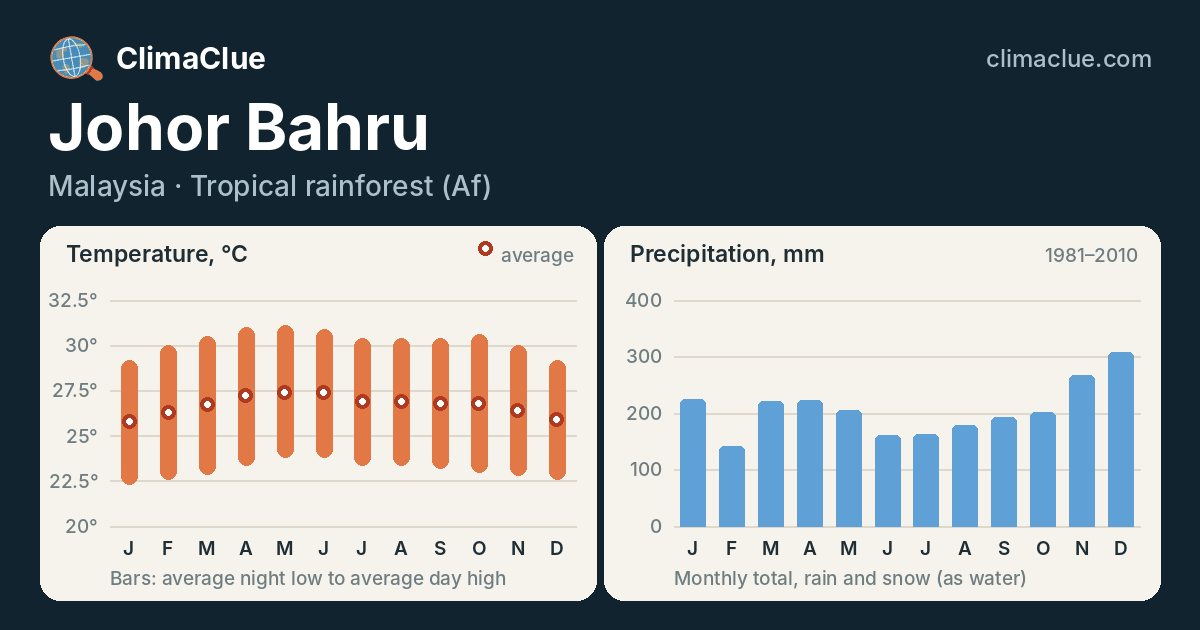 ClimaClue
climaclue.com
Johor Bahru
Malaysia · Tropical rainforest (Af)
Temperature, °C
average
32.5°
30°
27.5°
25°
22.5°
20°
J F M A M J J A S O N D
Bars: average night low to average day high
Precipitation, mm
1981–2010
400
300
200
100
0
J F M A M J J A S O N D
Monthly total, rain and snow (as water)